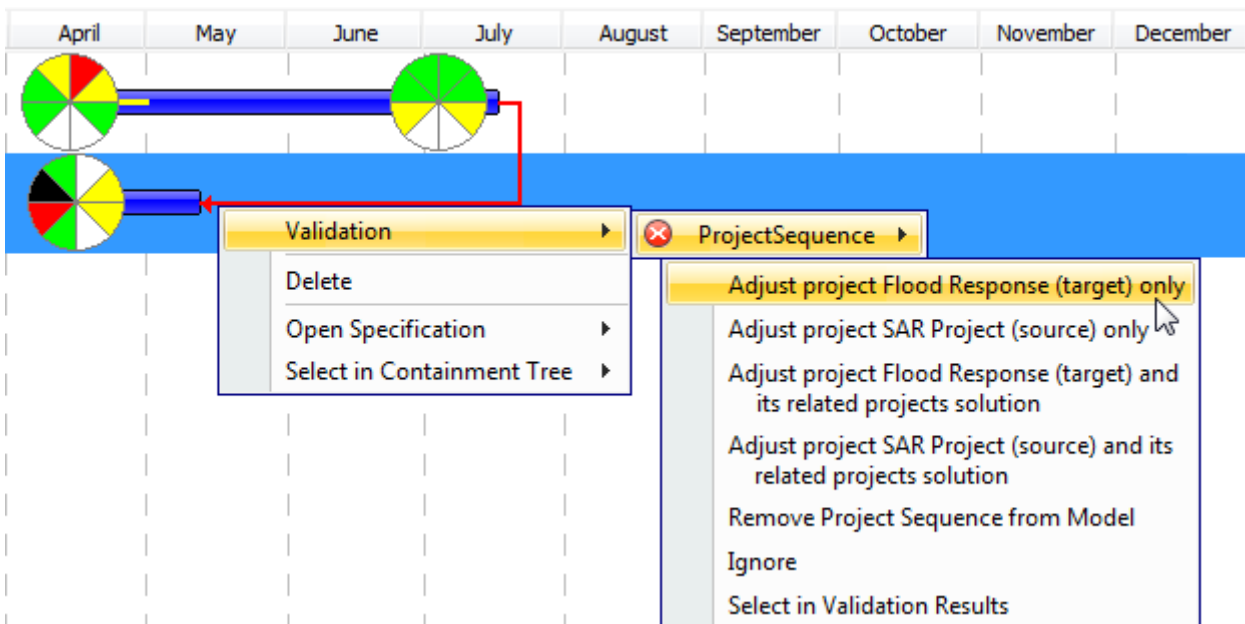 April May June July August September October November December
Validation
ProjectSequence
Delete
Open Specification
Select in Containment Tree
Adjust project Flood Response (target) only
Adjust project SAR Project (source) only
Adjust project Flood Response (target) and
its related projects solution
Adjust project SAR Project (source) and its
related projects solution
Remove Project Sequence from Model
Ignore
Select in Validation Results